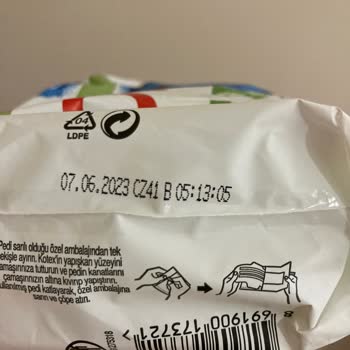 04
LDPE
07.06.2023 CZ41 B 05:13:05
Pedi sarılı olduğu özel ambalajından tek
ekişle ayırın. Kotex'in yapışkan yüzeyini
amaşırınıza tutturun ve pedin kanatlarını
çamaşırınızın altına kıvırıp yapıştırın.
ullanılmış pedi katlayarak, özel ambalajına
sarın ve çöpe atın.
8 691900 173721 >